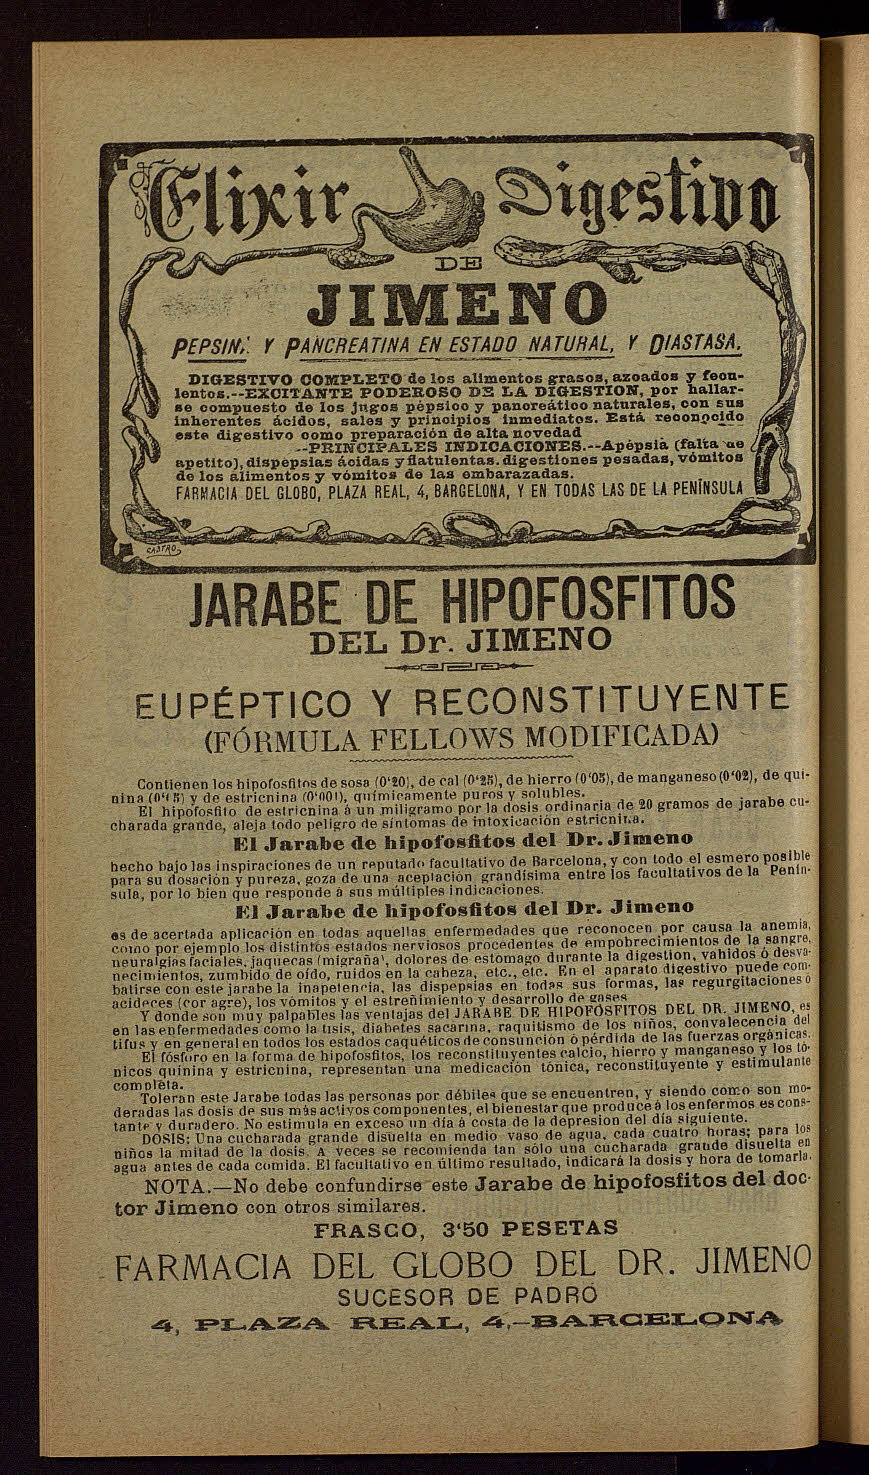 Elixir Digestivo
DE
JIMENO
PEPSIN. Y PANCREATINA EN ESTADO NATURAL, Y DIASTASA.
DIGESTIVO COMPLETO de los alimentos grasos, azoados y fecu-
lentos.--EXCITANTE PODEROSO DE LA DIGESTION, por hallar-
se compuesto de los jugos pépsico y pancreático naturales, con sus
inherentes ácidos, sales y principios inmediatos. Está reconocido
este digestivo como preparación de alta novedad
--PRINCIPALES INDICACIONES.--Apepsia (falta de
apetito), dispepsias ácidas y flatulentas. digestiones pesadas, vómitos
de los alimentos y vómitos de las embarazadas.
FARMACIA DEL GLOBO, PLAZA REAL, 4, BARCELONA, Y EN TODAS LAS DE LA PENÍNSULA
CASTRO
JARABE DE HIPOFOSFITOS
DEL Dr. JIMENO
EUPÉPTICO Y RECONSTITUYENTE
(FÓRMULA FELLOWS MODIFICADA)
Contienen los hipofosfitos de sosa (0'20), de cal (0'25), de hierro (0'03), de manganeso (0'02), de qui-
nina y de estricnina (0'001), químicamente puros y solubles.
El hipofosfito de estricnina á un miligramo por la dosis ordinaria de 20 gramos de jarabe cu-
charada grande, aleja todo peligro de síntomas de intoxicación estricnina.
El Jarabe de hipofosfitos del Dr. Jimeno
hecho bajo las inspiraciones de un reputado facultativo de Barcelona, y con todo el esmero posible
para su dosación y pureza, goza de una aceptación grandísima entre los facultativos de la Penín-
sula, por lo bien que responde á sus múltiples indicaciones.
El Jarabe de hipofosfitos del Dr. Jimeno
es de acertada aplicación en todas aquellas enfermedades que reconocen por causa la anemia,
como por ejemplo los distintos estados nerviosos procedentes de empobrecimientos de la sangre,
neuralgias faciales, jaquecas (migraña), dolores de estómago durante la digestión, vahidos ó desva-
necimientos, zumbido de oído, ruidos en la cabeza, etc., etc. En el aparato digestivo puede com-
batirse con este jarabe la inapetencia, las dispepsias en todas sus formas, las regurgitaciones ó
acideces (cor agre), los vómitos y el estreñimiento y desarrollo de gases
Y donde son muy palpables las ventajas del JARABE DE HIPOFOSFITOS DEL DR. JIMENO, es
en las enfermedades como la tisis, diabetes sacarina, raquitismo de los niños, convalecencia del
tifus y en general en todos los estados caquéticos de consunción ó pérdida de las fuerzas orgánicas.
El fósforo en la forma de hipofosfitos, los reconstituyentes calcio, hierro y manganeso y los tó-
nicos quinina y estricnina, representan una medicación tónica, reconstituyente y estimulante
completa.
Toleran este Jarabe todas las personas por débiles que se encuentren, y siendo como son mo-
deradas las dosis de sus más activos componentes, el bienestar que produce á los enfermos es cons-
tante y duradero. No estimula en exceso un día á costa de la depresion del día siguiente.
DOSIS: Una cucharada grande disuelta en medio vaso de agua, cada cuatro horas; para los
niños la mitad de la dosis. A veces se recomienda tan sólo una cucharada grande disuelta en
agua antes de cada comida. El facultativo en último resultado, indicará la dosis y hora de tomarla.
NOTA.—No debe confundirse este Jarabe de hipofosfitos del doc-
tor Jimeno con otros similares.
FRASCO, 3'50 PESETAS
FARMACIA DEL GLOBO DEL DR. JIMENO
SUCESOR DE PADRÓ
4, PLAZA REAL, 4,—BARCELONA